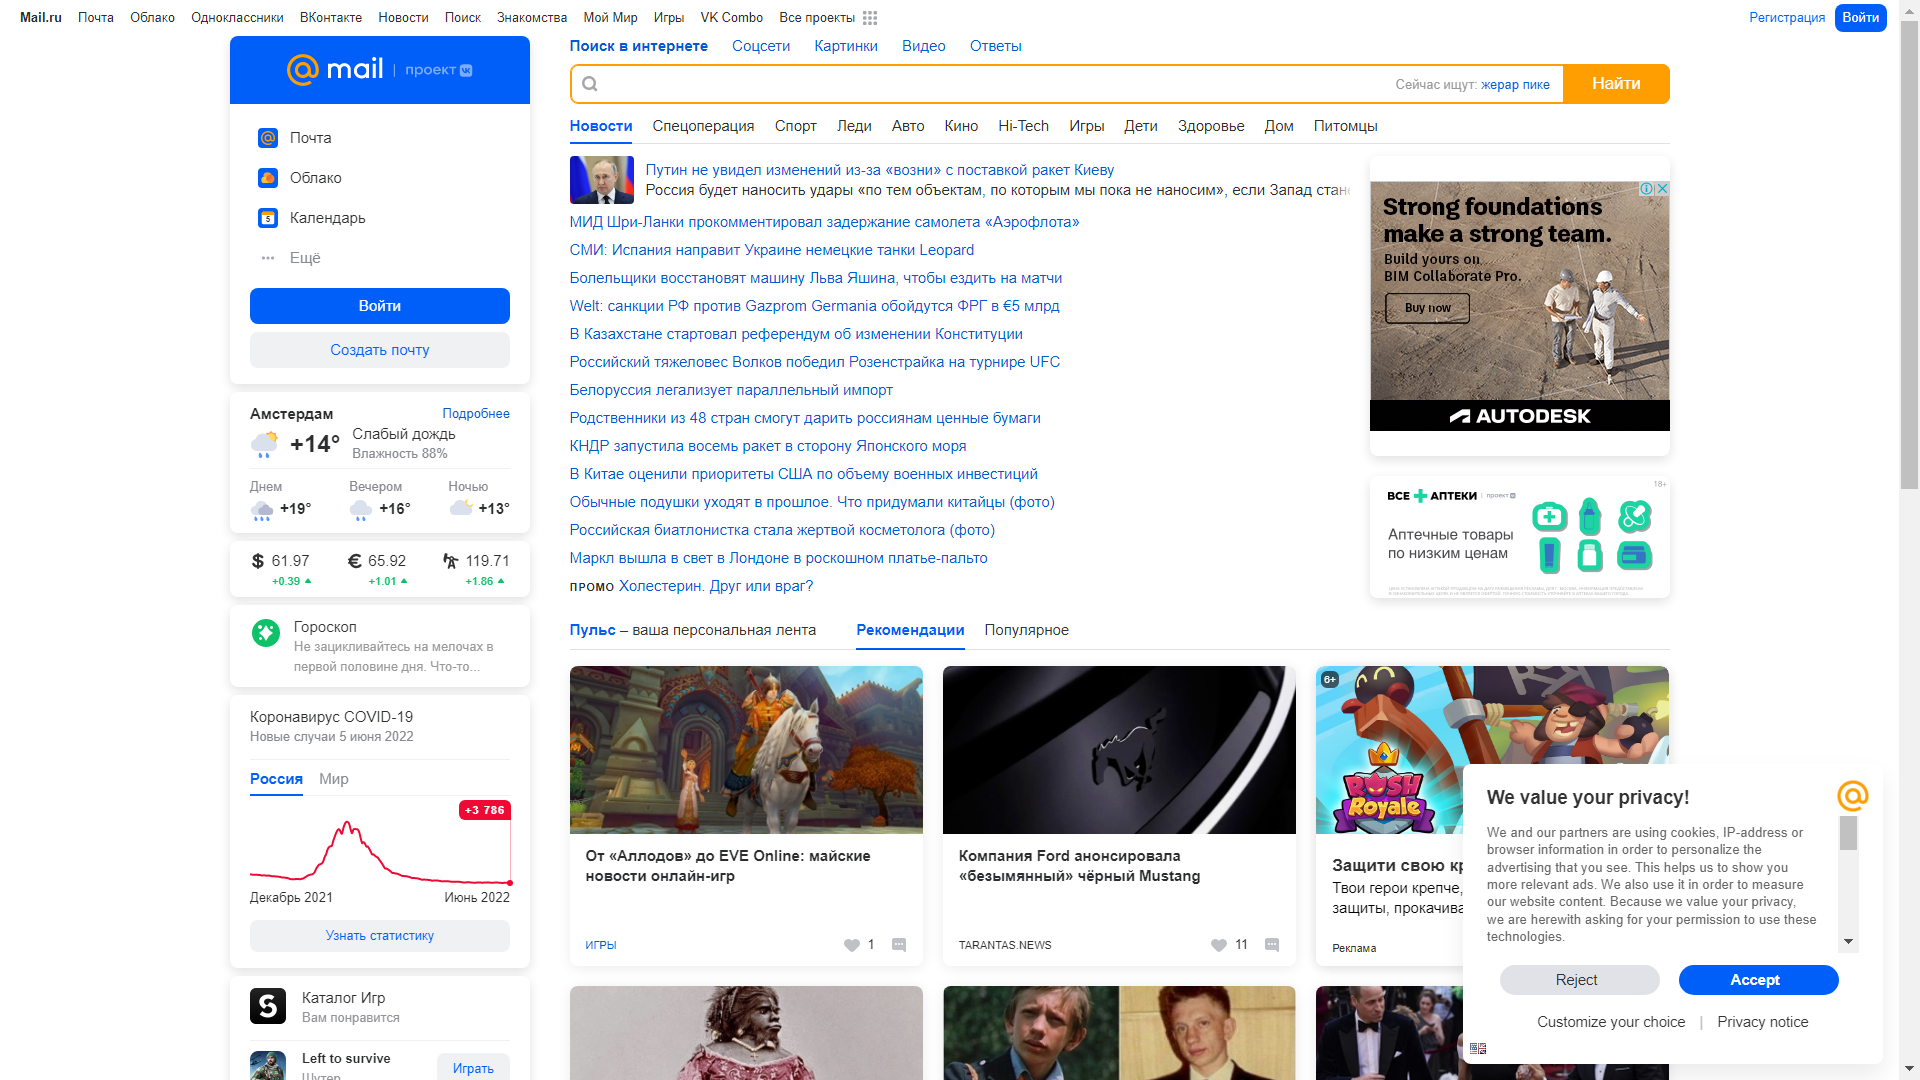 Mail.ru Почта Облако Одноклассники ВКонтакте Новости Поиск Знакомства Мой Мир Игры VK Combo Все проекты
Регистрация Войти
mail | проект
Почта
Облако
5 Календарь
Ещё
Войти
Создать почту
Амстердам Подробнее
+14° Слабый дождь
Влажность 88%
Днем Вечером Ночью
+19° +16° +13°
$ 61.97 € 65.92 119.71
+0.39 +1.01 +1.86
Гороскоп
Не зацикливайтесь на мелочах в
первой половине дня. Что-то...
Коронавирус COVID-19
Новые случаи 5 июня 2022
Россия Мир
+3 786
Декабрь 2021 Июнь 2022
Узнать статистику
Каталог Игр
Вам понравится
Left to survive
Шутер
Играть
Поиск в интернете Соцсети Картинки Видео Ответы
Сейчас ищут: жерар пике Найти
Новости Спецоперация Спорт Леди Авто Кино Hi-Tech Игры Дети Здоровье Дом Питомцы
Путин не увидел изменений из-за «возни» с поставкой ракет Киеву
Россия будет наносить удары «по тем объектам, по которым мы пока не наносим», если Запад стане
МИД Шри-Ланки прокомментировал задержание самолета «Аэрофлота»
СМИ: Испания направит Украине немецкие танки Leopard
Болельщики восстановят машину Льва Яшина, чтобы ездить на матчи
Welt: санкции РФ против Gazprom Germania обойдутся ФРГ в €5 млрд
В Казахстане стартовал референдум об изменении Конституции
Российский тяжеловес Волков победил Розенстрайка на турнире UFC
Белоруссия легализует параллельный импорт
Родственники из 48 стран смогут дарить россиянам ценные бумаги
КНДР запустила восемь ракет в сторону Японского моря
В Китае оценили приоритеты США по объему военных инвестиций
Обычные подушки уходят в прошлое. Что придумали китайцы (фото)
Российская биатлонистка стала жертвой косметолога (фото)
Маркл вышла в свет в Лондоне в роскошном платье-пальто
ПРОМО Холестерин. Друг или враг?
Strong foundations
make a strong team.
Build yours on
BIM Collaborate Pro.
Buy now
AUTODESK
18+
ВСЕ АПТЕКИ | проект
Аптечные товары
по низким ценам
Пульс – ваша персональная лента Рекомендации Популярное
От «Аллодов» до EVE Online: майские
новости онлайн-игр
ИГРЫ 1
Компания Ford анонсировала
«безымянный» чёрный Mustang
TARANTAS.NEWS 11
6+
RUSH
ROYALE
Защити свою кр
Твои герои крепче,
защиты, прокачива
Реклама
We value your privacy!
We and our partners are using cookies, IP-address or
browser information in order to personalize the
advertising that you see. This helps us to show you
more relevant ads. We also use it in order to measure
our website content. Because we value your privacy,
we are herewith asking for your permission to use these
technologies.
Reject Accept
Customize your choice | Privacy notice